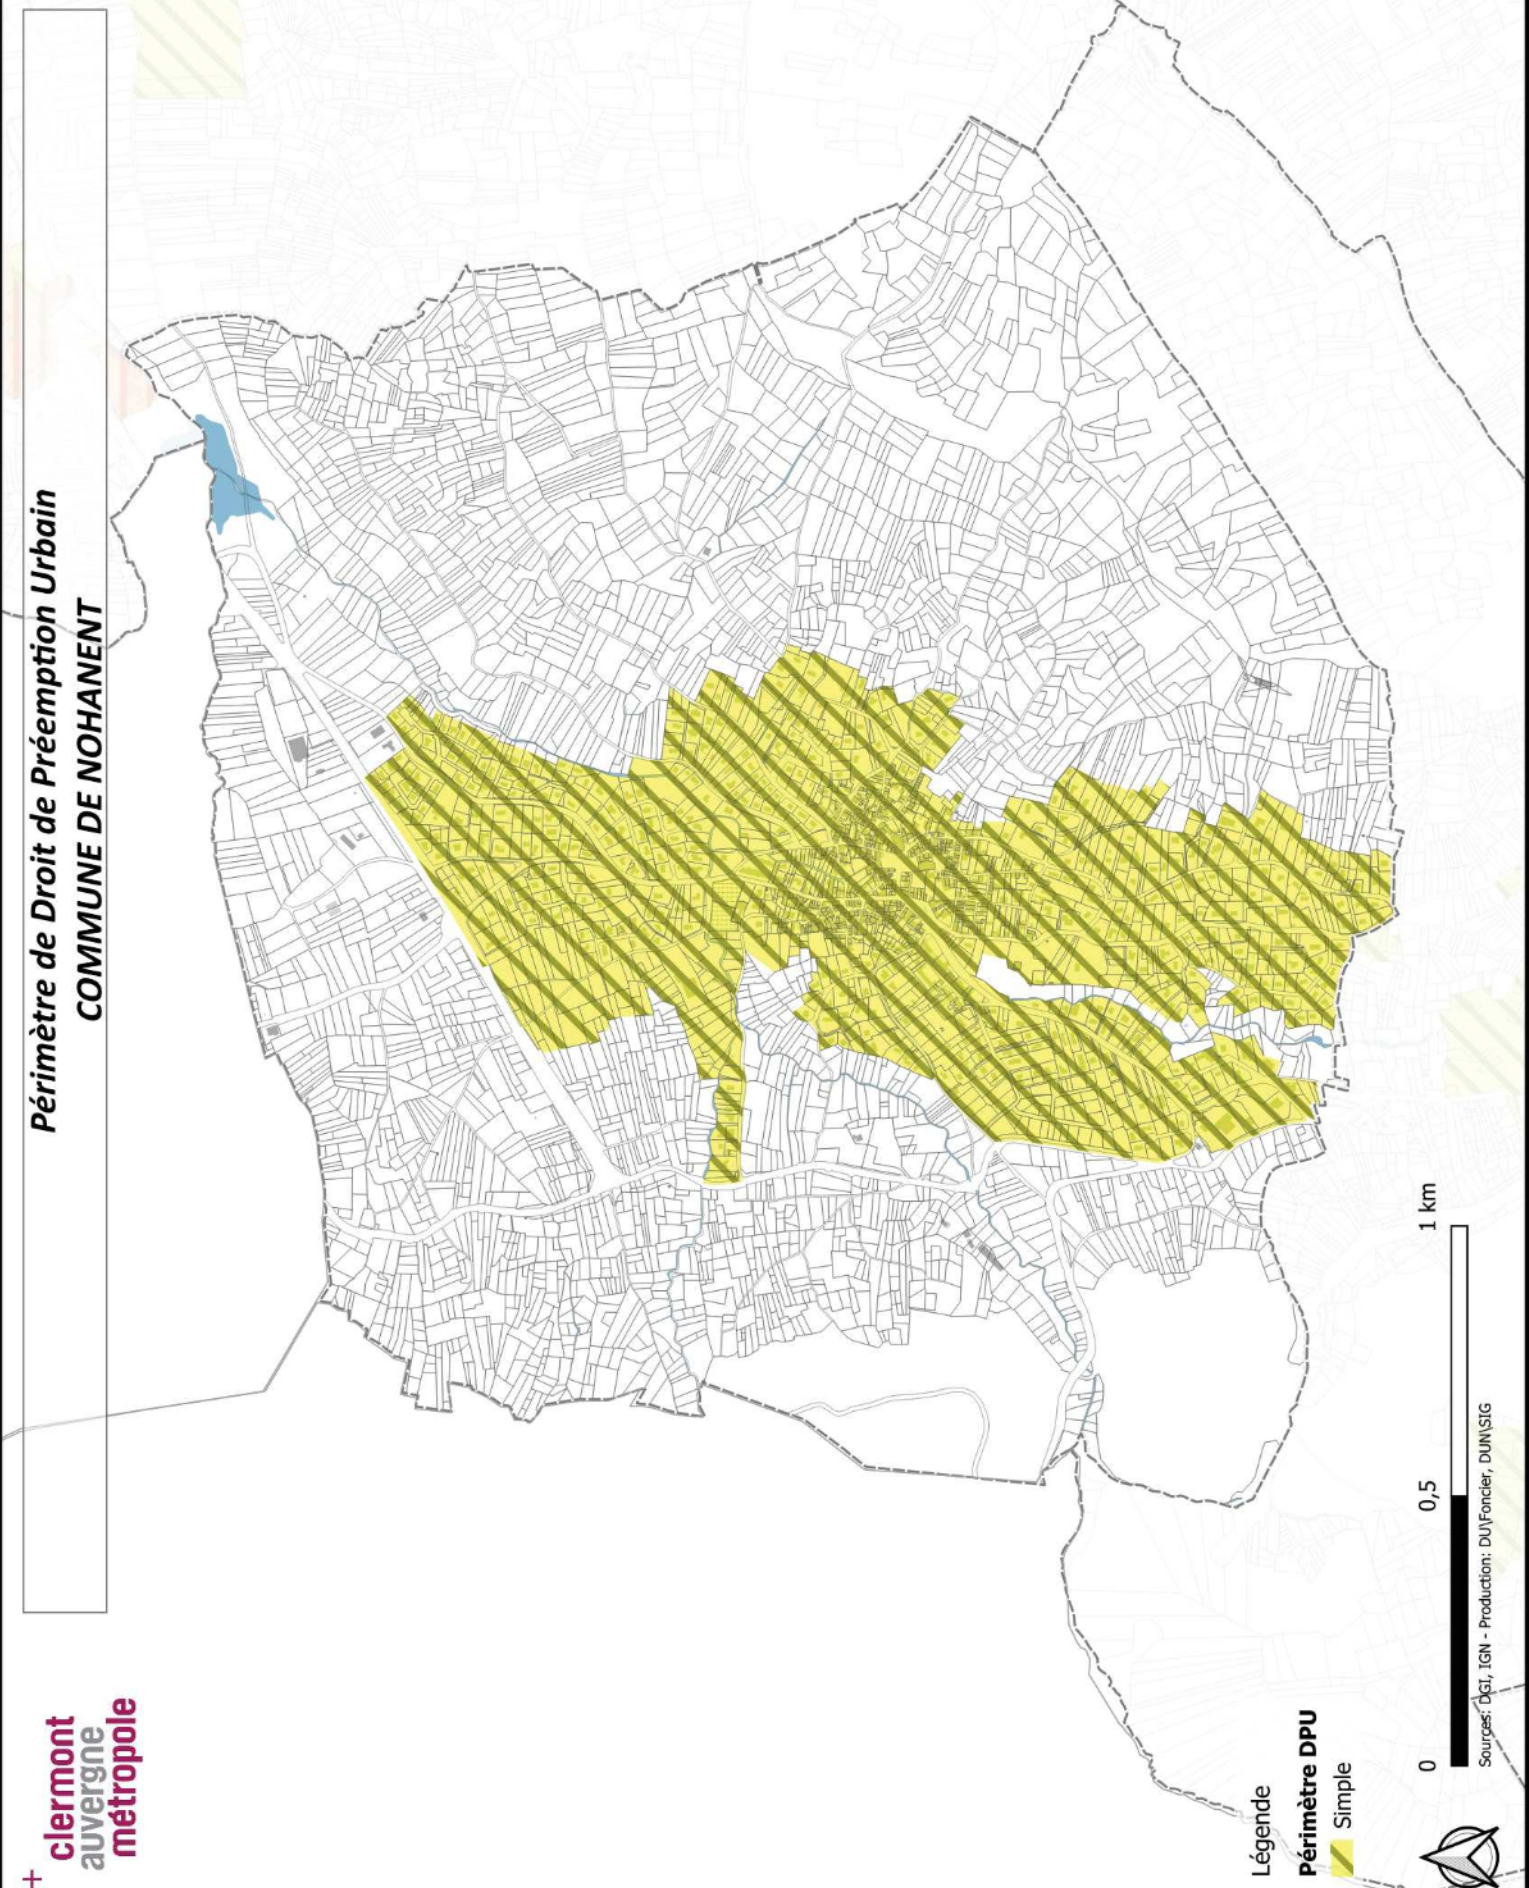 +
clermont
auvergne
métropole
Périmètre de Droit de Préemption Urbain
COMMUNE DE NOHANENT
Légende
Périmètre DPU
Simple
0 0,5 1 km
Sources: DGI, IGN - Production: DU\Foncier, DUN\SIG